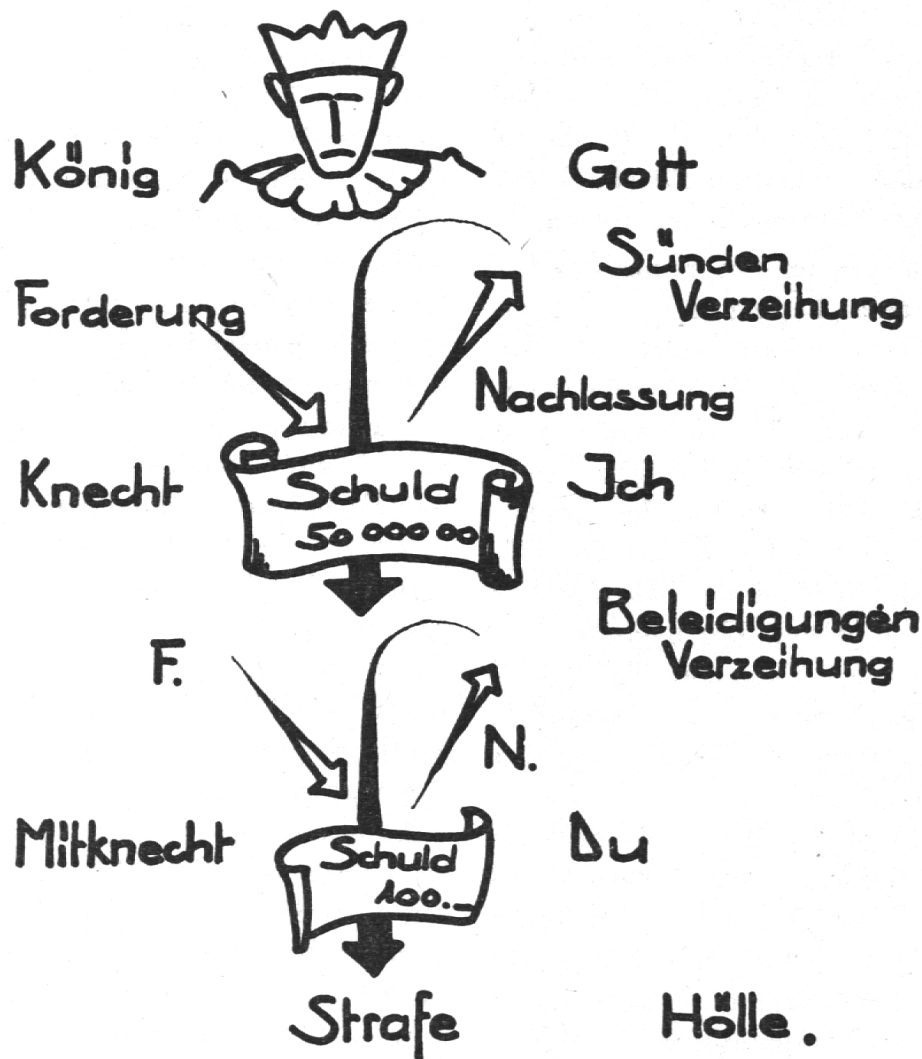 König
Gott
Sünden
Verzeihung
Forderung
Nachlassung
Knecht
Schuld
50 000 00
Ich
Beleidigungen
Verzeihung
F.
N.
Mitknecht
Schuld
100._
Du
Strafe
Hölle.